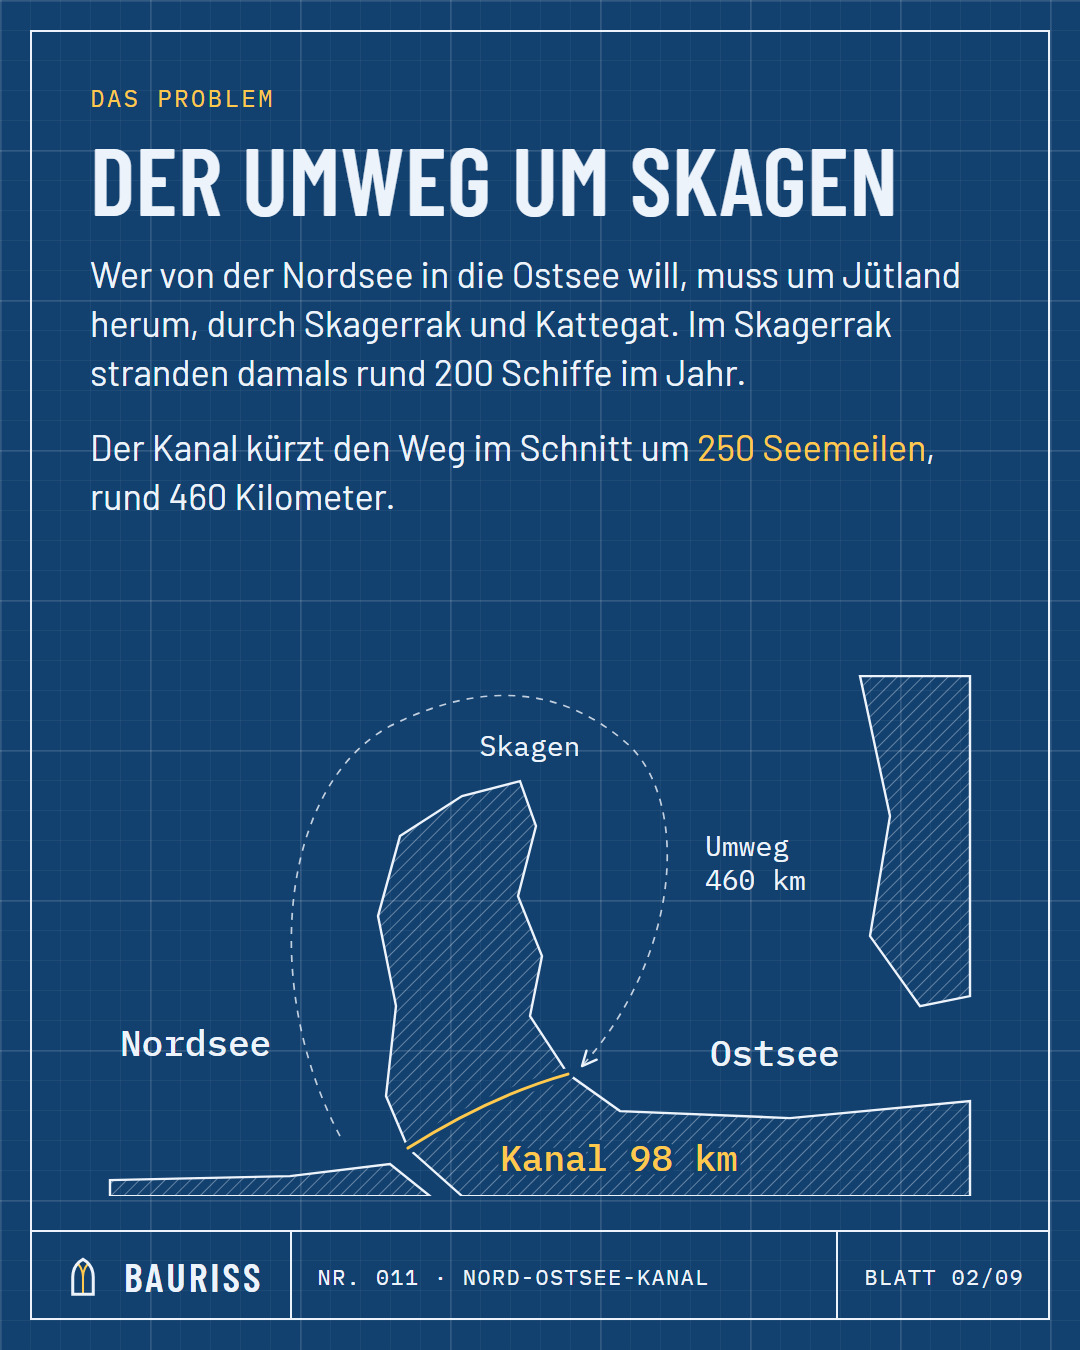 DAS PROBLEM
DER UMWEG UM SKAGEN
Wer von der Nordsee in die Ostsee will, muss um Jütland
herum, durch Skagerrak und Kattegat. Im Skagerrak
stranden damals rund 200 Schiffe im Jahr.
Der Kanal kürzt den Weg im Schnitt um 250 Seemeilen,
rund 460 Kilometer.
Skagen
Umweg
460 km
Nordsee
Ostsee
Kanal 98 km
BAURISS
NR. 011 · NORD-OSTSEE-KANAL
BLATT 02/09